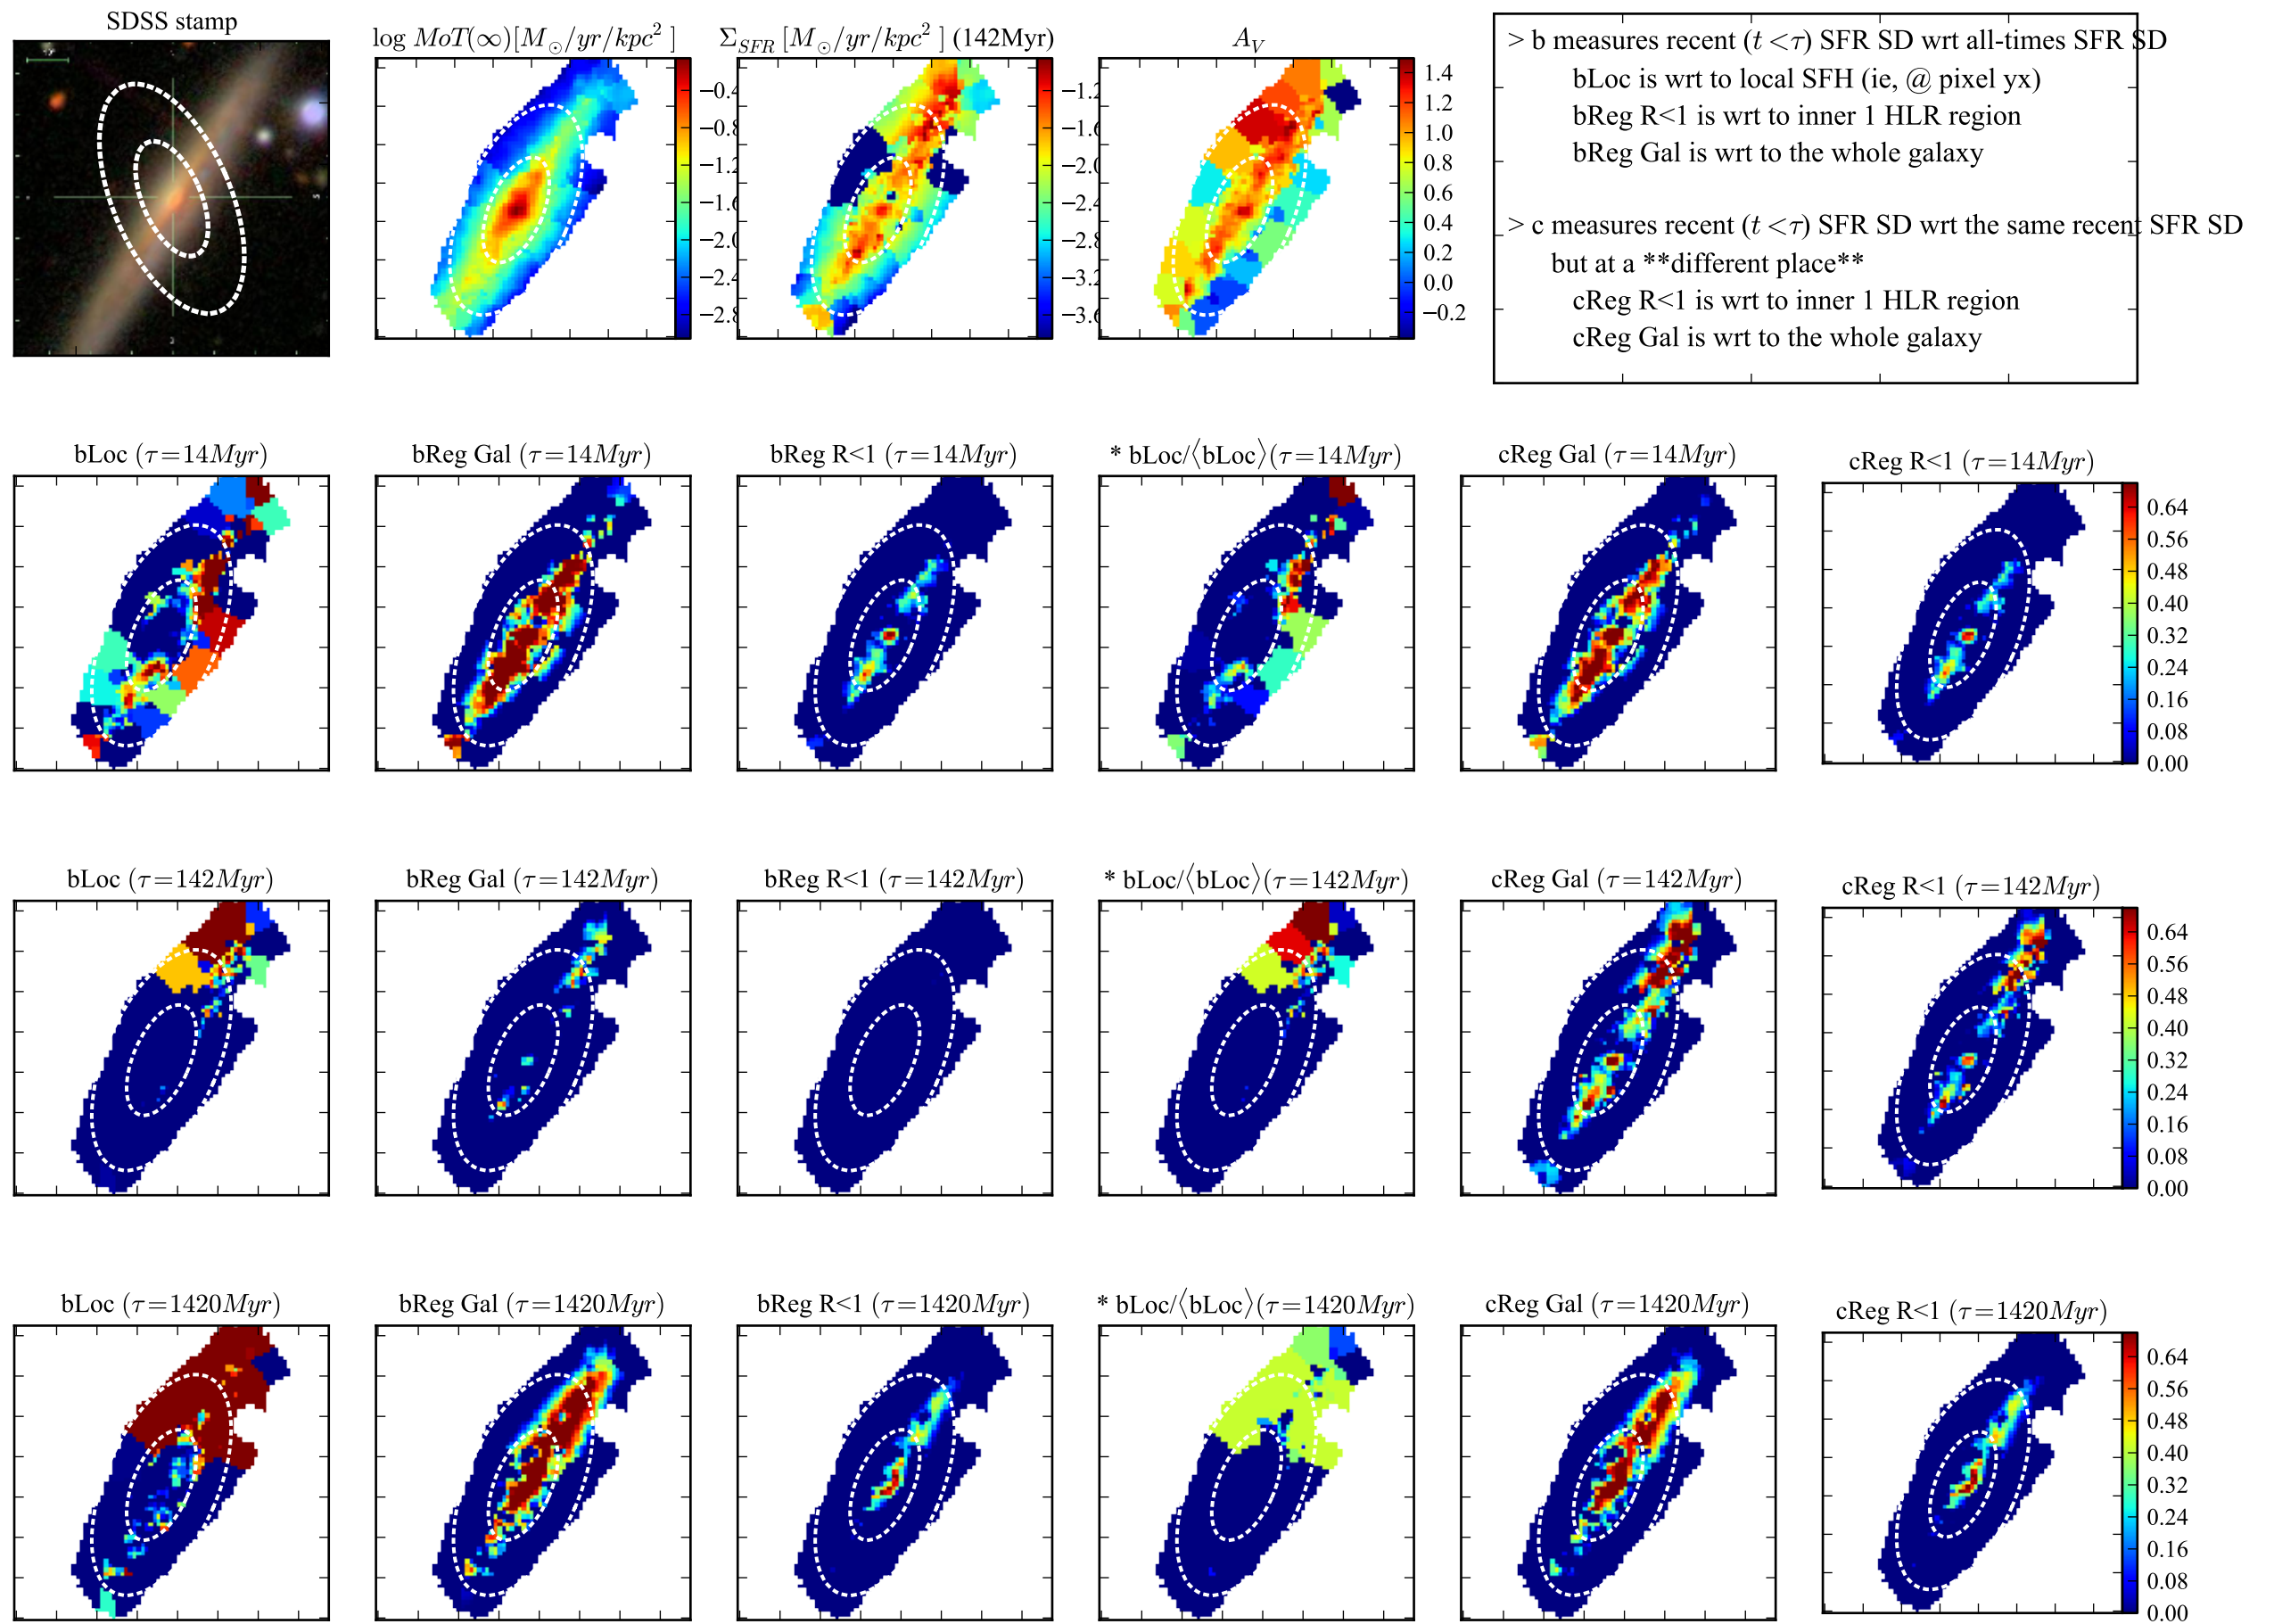 SDSS stamp
log MoT(∞)[M⊙/yr/kpc²]
Σ_SFR [M⊙/yr/kpc²] (142Myr)
A_V
−0.4
−0.8
−1.2
−1.6
−2.0
−2.4
−2.8
−1.2
−1.6
−2.0
−2.4
−2.8
−3.2
−3.6
1.4
1.2
1.0
0.8
0.6
0.4
0.2
0.0
−0.2
> b measures recent (t < τ) SFR SD wrt all-times SFR SD
bLoc is wrt to local SFH (ie, @ pixel yx)
bReg R<1 is wrt to inner 1 HLR region
bReg Gal is wrt to the whole galaxy
> c measures recent (t < τ) SFR SD wrt the same recent SFR SD
but at a **different place**
cReg R<1 is wrt to inner 1 HLR region
cReg Gal is wrt to the whole galaxy
bLoc (τ=14Myr)
bReg Gal (τ=14Myr)
bReg R<1 (τ=14Myr)
* bLoc/⟨bLoc⟩(τ=14Myr)
cReg Gal (τ=14Myr)
cReg R<1 (τ=14Myr)
0.64
0.56
0.48
0.40
0.32
0.24
0.16
0.08
0.00
bLoc (τ=142Myr)
bReg Gal (τ=142Myr)
bReg R<1 (τ=142Myr)
* bLoc/⟨bLoc⟩(τ=142Myr)
cReg Gal (τ=142Myr)
cReg R<1 (τ=142Myr)
0.64
0.56
0.48
0.40
0.32
0.24
0.16
0.08
0.00
bLoc (τ=1420Myr)
bReg Gal (τ=1420Myr)
bReg R<1 (τ=1420Myr)
* bLoc/⟨bLoc⟩(τ=1420Myr)
cReg Gal (τ=1420Myr)
cReg R<1 (τ=1420Myr)
0.64
0.56
0.48
0.40
0.32
0.24
0.16
0.08
0.00